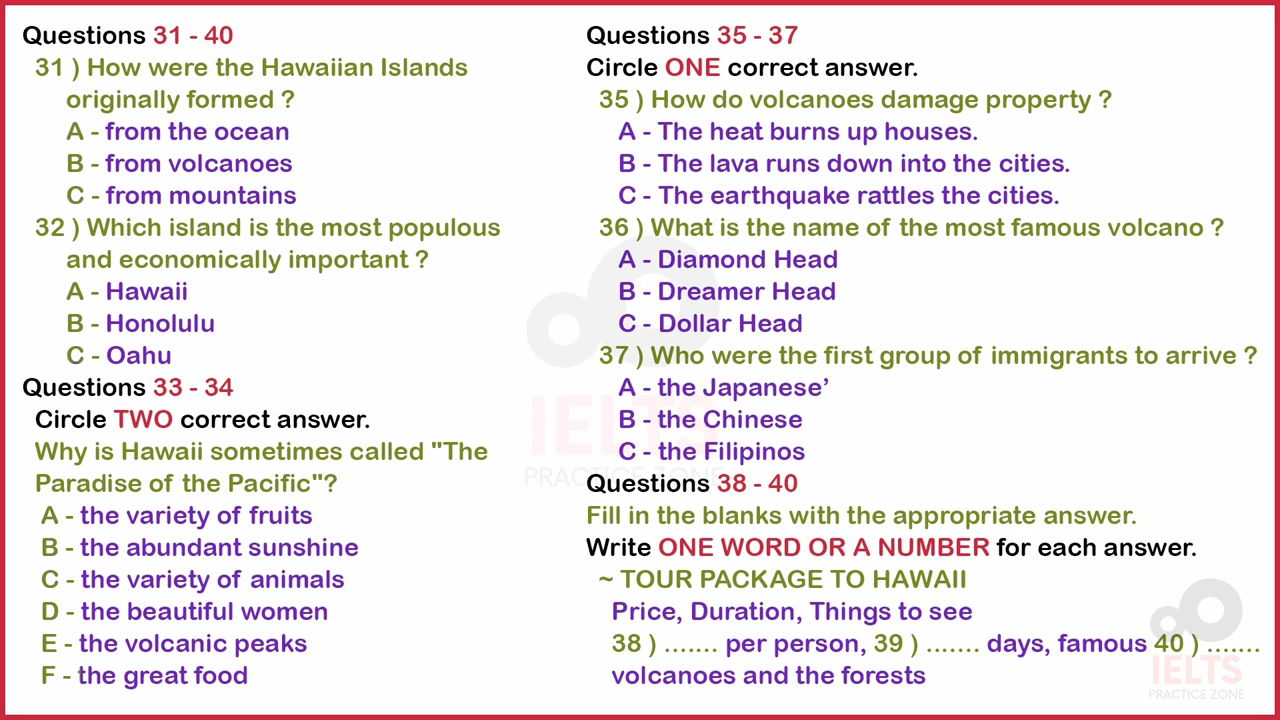 Questions 31 - 40
31 ) How were the Hawaiian Islands
originally formed ?
A - from the ocean
B - from volcanoes
C - from mountains
32 ) Which island is the most populous
and economically important ?
A - Hawaii
B - Honolulu
C - Oahu
Questions 33 - 34
Circle TWO correct answer.
Why is Hawaii sometimes called "The
Paradise of the Pacific"?
A - the variety of fruits
B - the abundant sunshine
C - the variety of animals
D - the beautiful women
E - the volcanic peaks
F - the great food
Questions 35 - 37
Circle ONE correct answer.
35 ) How do volcanoes damage property ?
A - The heat burns up houses.
B - The lava runs down into the cities.
C - The earthquake rattles the cities.
36 ) What is the name of the most famous volcano ?
A - Diamond Head
B - Dreamer Head
C - Dollar Head
37 ) Who were the first group of immigrants to arrive ?
A - the Japanese’
B - the Chinese
C - the Filipinos
Questions 38 - 40
Fill in the blanks with the appropriate answer.
Write ONE WORD OR A NUMBER for each answer.
~ TOUR PACKAGE TO HAWAII
Price, Duration, Things to see
38 ) ....... per person, 39 ) ....... days, famous 40 ) .......
volcanoes and the forests
IELTS
PRACTICE ZONE
IELTS
PRACTICE ZONE